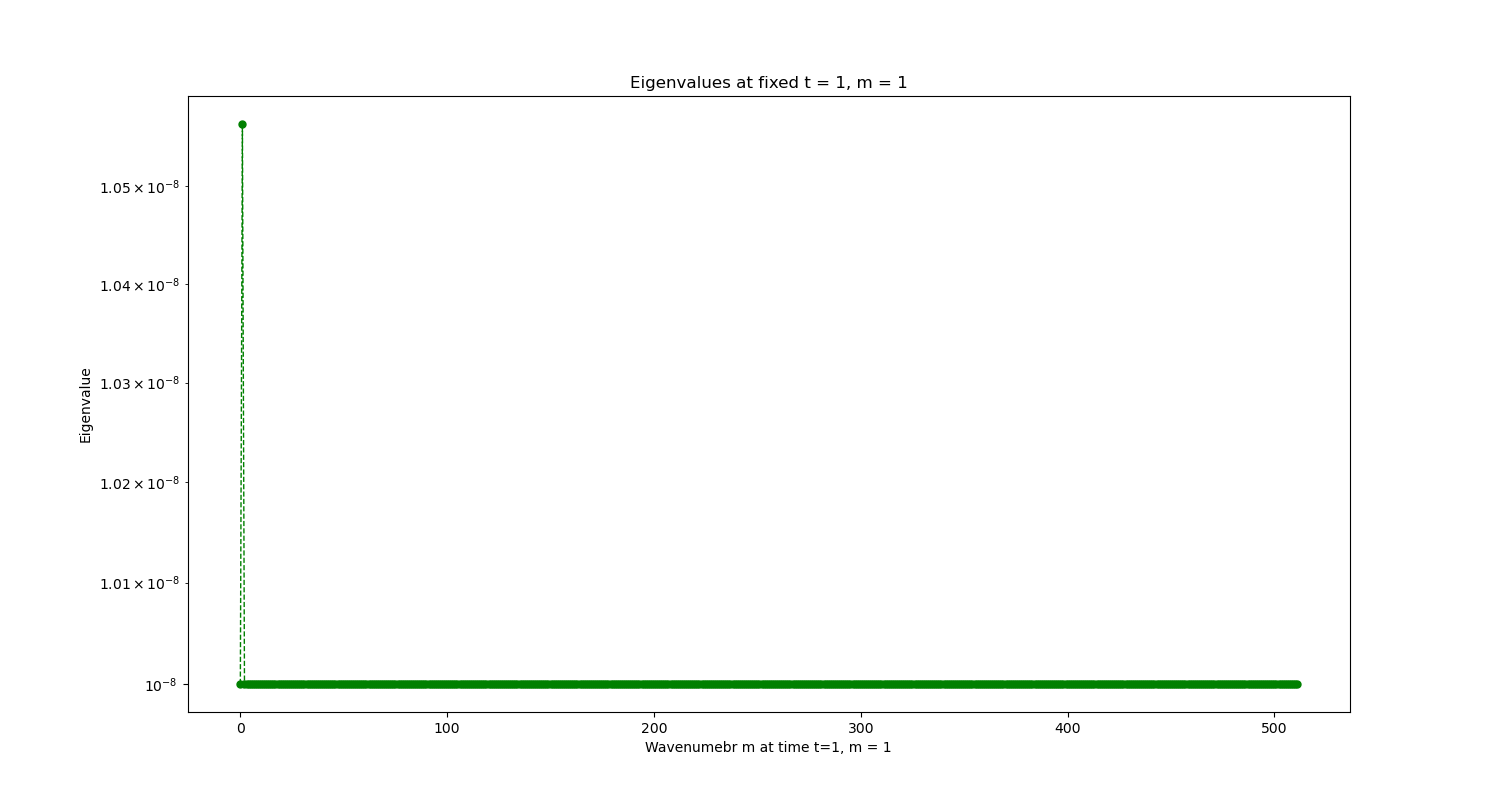 Eigenvalues at fixed t = 1, m = 1
Eigenvalue
1.05 × 10⁻⁸
1.04 × 10⁻⁸
1.03 × 10⁻⁸
1.02 × 10⁻⁸
1.01 × 10⁻⁸
10⁻⁸
0 100 200 300 400 500
Wavenumebr m at time t=1, m = 1